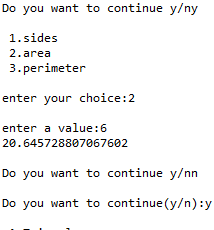 Do you want to continue y/ny
1.sides
2.area
3.perimeter
enter your choice:2
enter a value:6
20.645728807067602
Do you want to continue y/nn
Do you want to continue(y/n):y